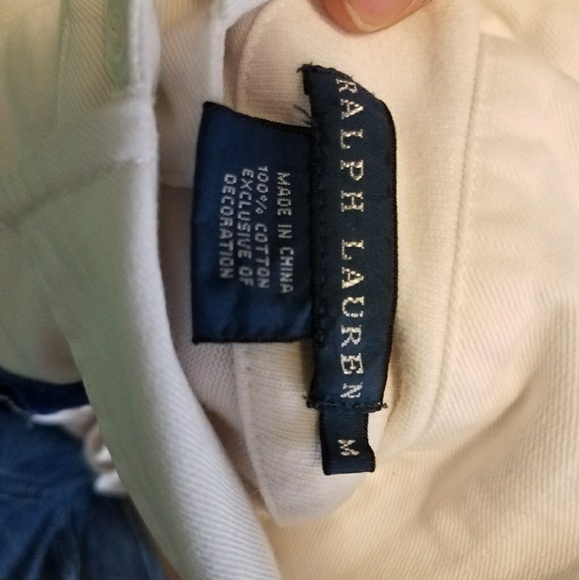 RALPH LAUREN
M
MADE IN CHINA
100% COTTON
EXCLUSIVE OF
DECORATION